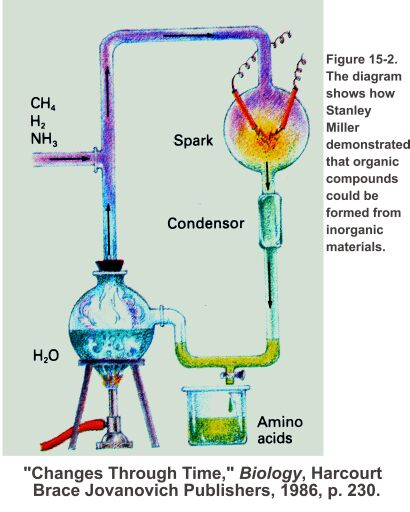 Figure 15-2.
The diagram
shows how
Stanley
Miller
demonstrated
that organic
compounds
could be
formed from
inorganic
materials.
CH₄
H₂
NH₃
Spark
Condensor
H₂O
Amino
acids
"Changes Through Time," Biology, Harcourt
Brace Jovanovich Publishers, 1986, p. 230.